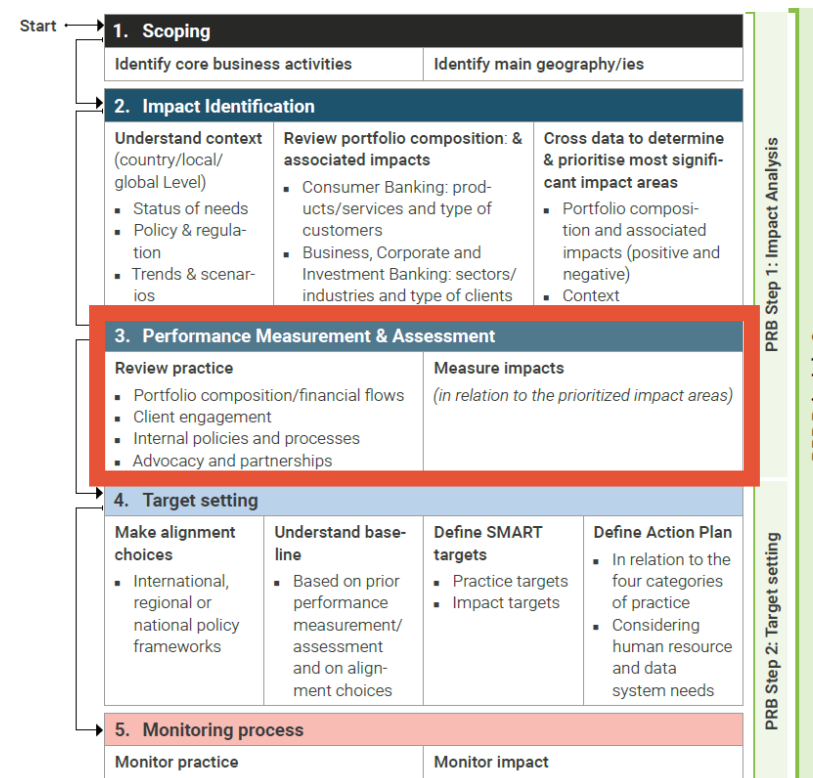 Start
1. Scoping
Identify core business activities
Identify main geography/ies
2. Impact Identification
Understand context
(country/local/
global Level)
▪ Status of needs
▪ Policy & regula-
tion
▪ Trends & scenar-
ios
Review portfolio composition: &
associated impacts
▪ Consumer Banking: prod-
ucts/services and type of
customers
▪ Business, Corporate and
Investment Banking: sectors/
industries and type of clients
Cross data to determine
& prioritise most signifi-
cant impact areas
▪ Portfolio composi-
tion and associated
impacts (positive and
negative)
▪ Context
3. Performance Measurement & Assessment
Review practice
▪ Portfolio composition/financial flows
▪ Client engagement
▪ Internal policies and processes
▪ Advocacy and partnerships
Measure impacts
(in relation to the prioritized impact areas)
4. Target setting
Make alignment
choices
▪ International,
regional or
national policy
frameworks
Understand base-
line
▪ Based on prior
performance
measurement/
assessment
and on align-
ment choices
Define SMART
targets
▪ Practice targets
▪ Impact targets
Define Action Plan
▪ In relation to the
four categories
of practice
▪ Considering
human resource
and data
system needs
5. Monitoring process
Monitor practice
Monitor impact
PRB Step 1: Impact Analysis
PRB Step 2: Target setting